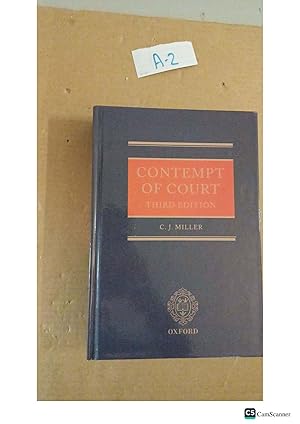 A-2
CONTEMPT
OF COURT
THIRD EDITION
C. J. MILLER
OXFORD
CS CamScanner